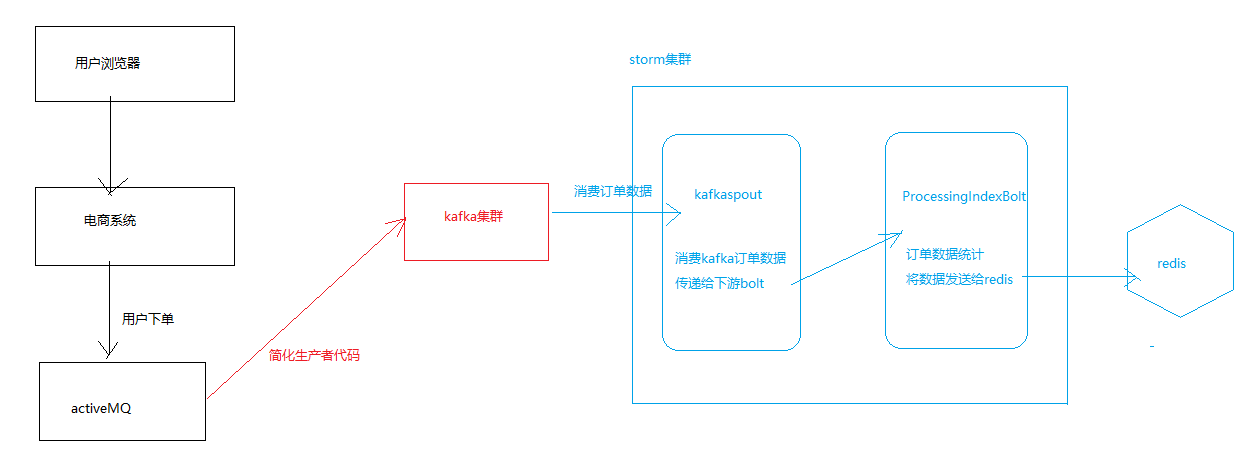 用户浏览器
电商系统
用户下单
activeMQ
简化生产者代码
kafka集群
消费订单数据
storm集群
kafkaspout
消费kafka订单数据
传递给下游bolt
ProcessingIndexBolt
订单数据统计
将数据发送给redis
redis